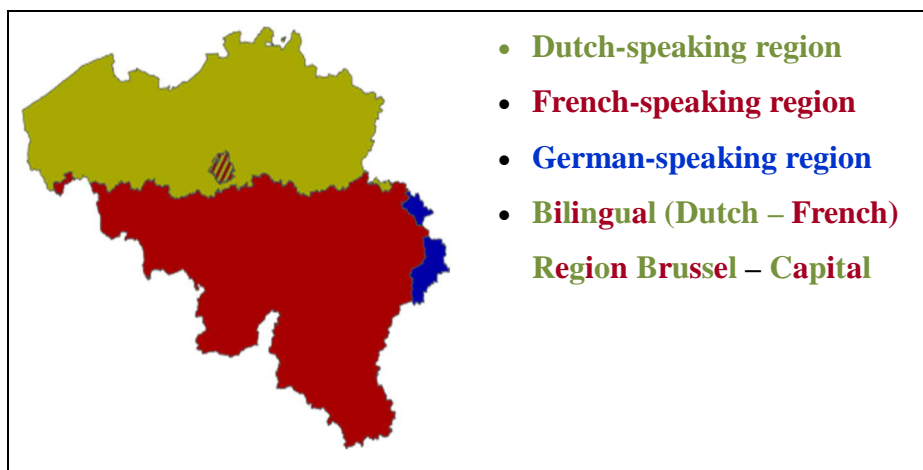 • Dutch-speaking region
• French-speaking region
• German-speaking region
• Bilingual (Dutch – French)
Region Brussel – Capital